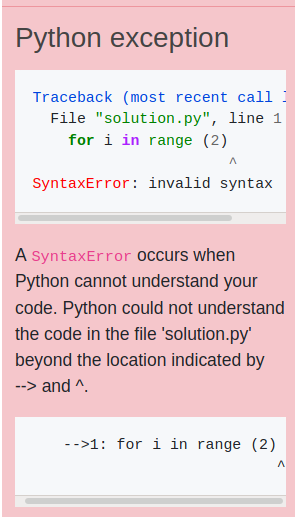 Python exception
Traceback (most recent call
File "solution.py", line 1
for i in range (2)
^
SyntaxError: invalid syntax
A SyntaxError occurs when
Python cannot understand your
code. Python could not understand
the code in the file 'solution.py'
beyond the location indicated by
--> and ^.
-->1: for i in range (2)
^